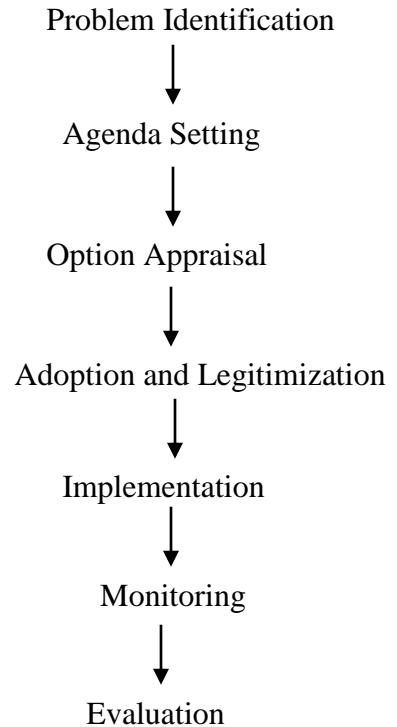 Problem Identification
Agenda Setting
Option Appraisal
Adoption and Legitimization
Implementation
Monitoring
Evaluation